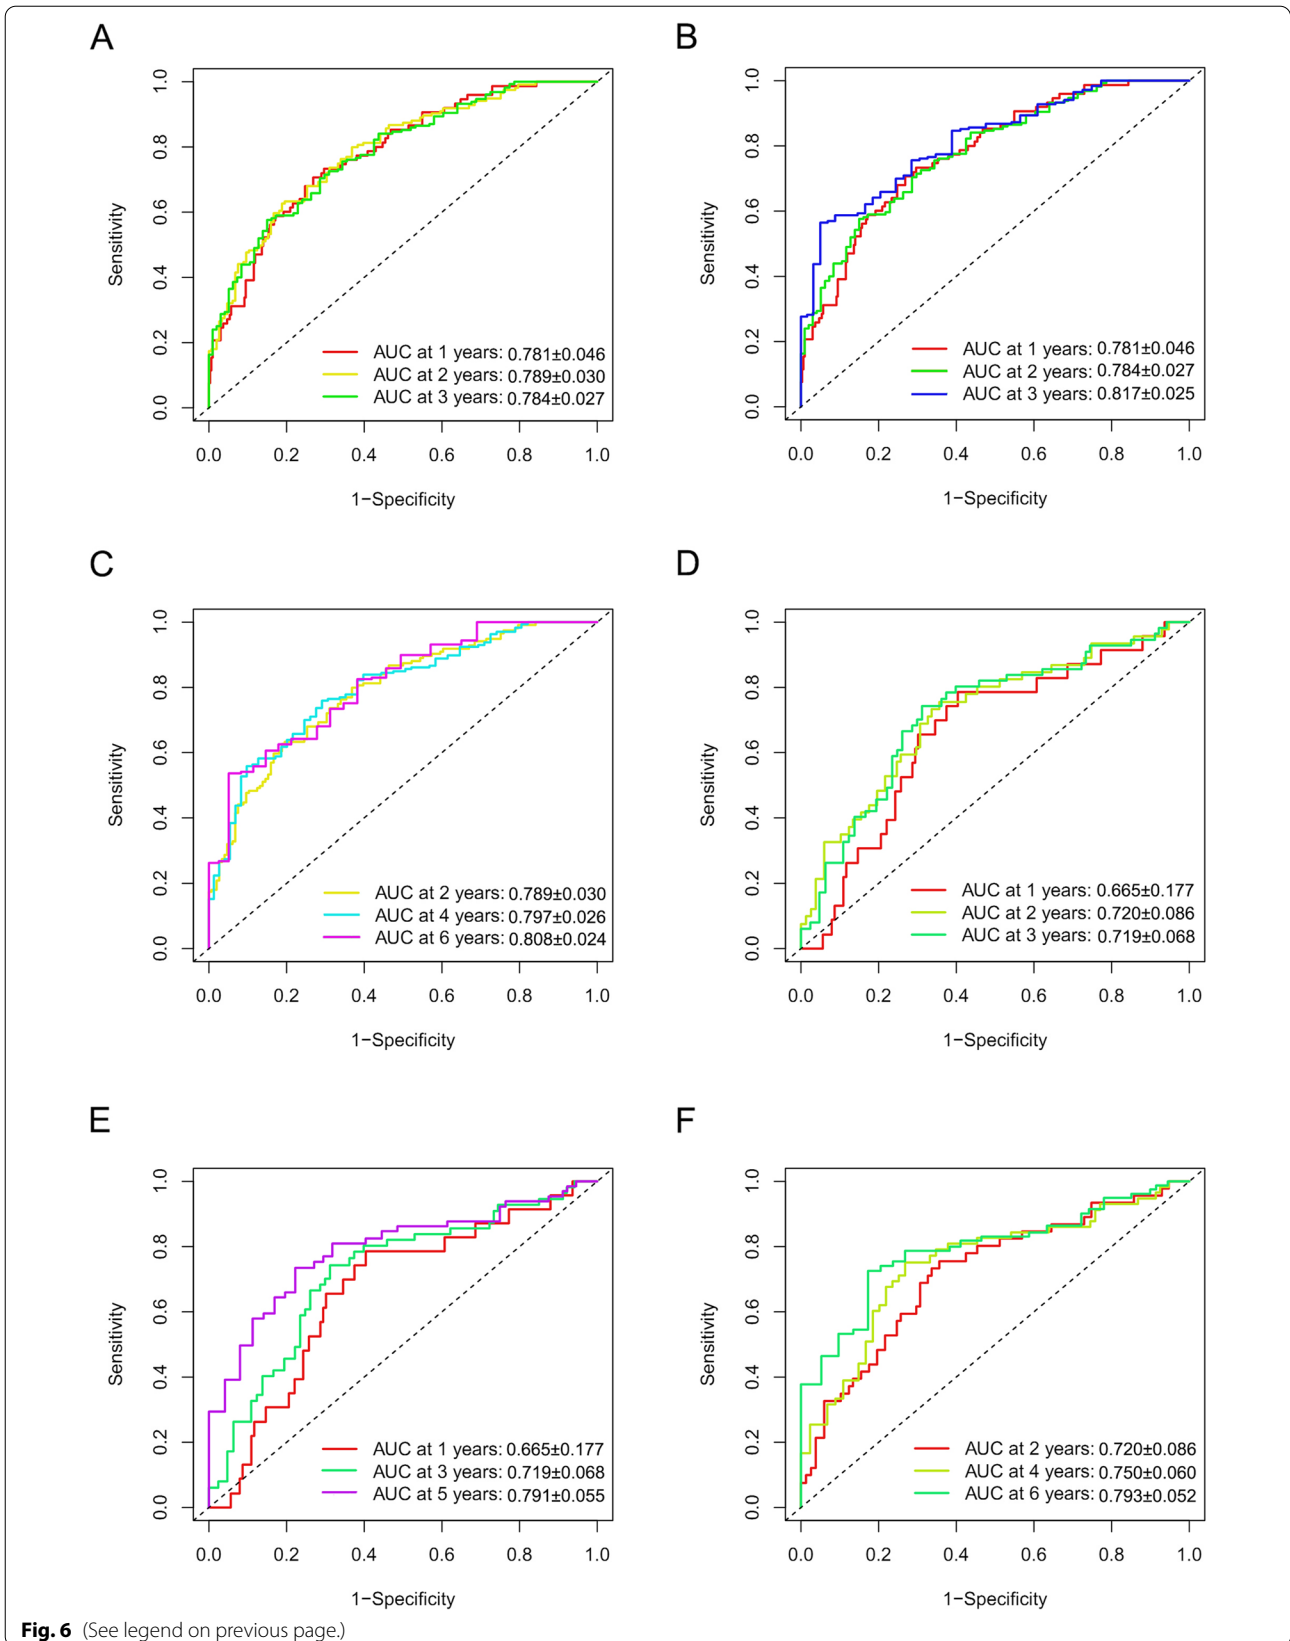 A
Sensitivity
0.0 0.2 0.4 0.6 0.8 1.0
AUC at 1 years: 0.781±0.046
AUC at 2 years: 0.789±0.030
AUC at 3 years: 0.784±0.027
0.0 0.2 0.4 0.6 0.8 1.0
1−Specificity
B
Sensitivity
0.0 0.2 0.4 0.6 0.8 1.0
AUC at 1 years: 0.781±0.046
AUC at 2 years: 0.784±0.027
AUC at 3 years: 0.817±0.025
0.0 0.2 0.4 0.6 0.8 1.0
1−Specificity
C
Sensitivity
0.0 0.2 0.4 0.6 0.8 1.0
AUC at 2 years: 0.789±0.030
AUC at 4 years: 0.797±0.026
AUC at 6 years: 0.808±0.024
0.0 0.2 0.4 0.6 0.8 1.0
1−Specificity
D
Sensitivity
0.0 0.2 0.4 0.6 0.8 1.0
AUC at 1 years: 0.665±0.177
AUC at 2 years: 0.720±0.086
AUC at 3 years: 0.719±0.068
0.0 0.2 0.4 0.6 0.8 1.0
1−Specificity
E
Sensitivity
0.0 0.2 0.4 0.6 0.8 1.0
AUC at 1 years: 0.665±0.177
AUC at 3 years: 0.719±0.068
AUC at 5 years: 0.791±0.055
0.0 0.2 0.4 0.6 0.8 1.0
1−Specificity
F
Sensitivity
0.0 0.2 0.4 0.6 0.8 1.0
AUC at 2 years: 0.720±0.086
AUC at 4 years: 0.750±0.060
AUC at 6 years: 0.793±0.052
0.0 0.2 0.4 0.6 0.8 1.0
1−Specificity
Fig. 6 (See legend on previous page.)